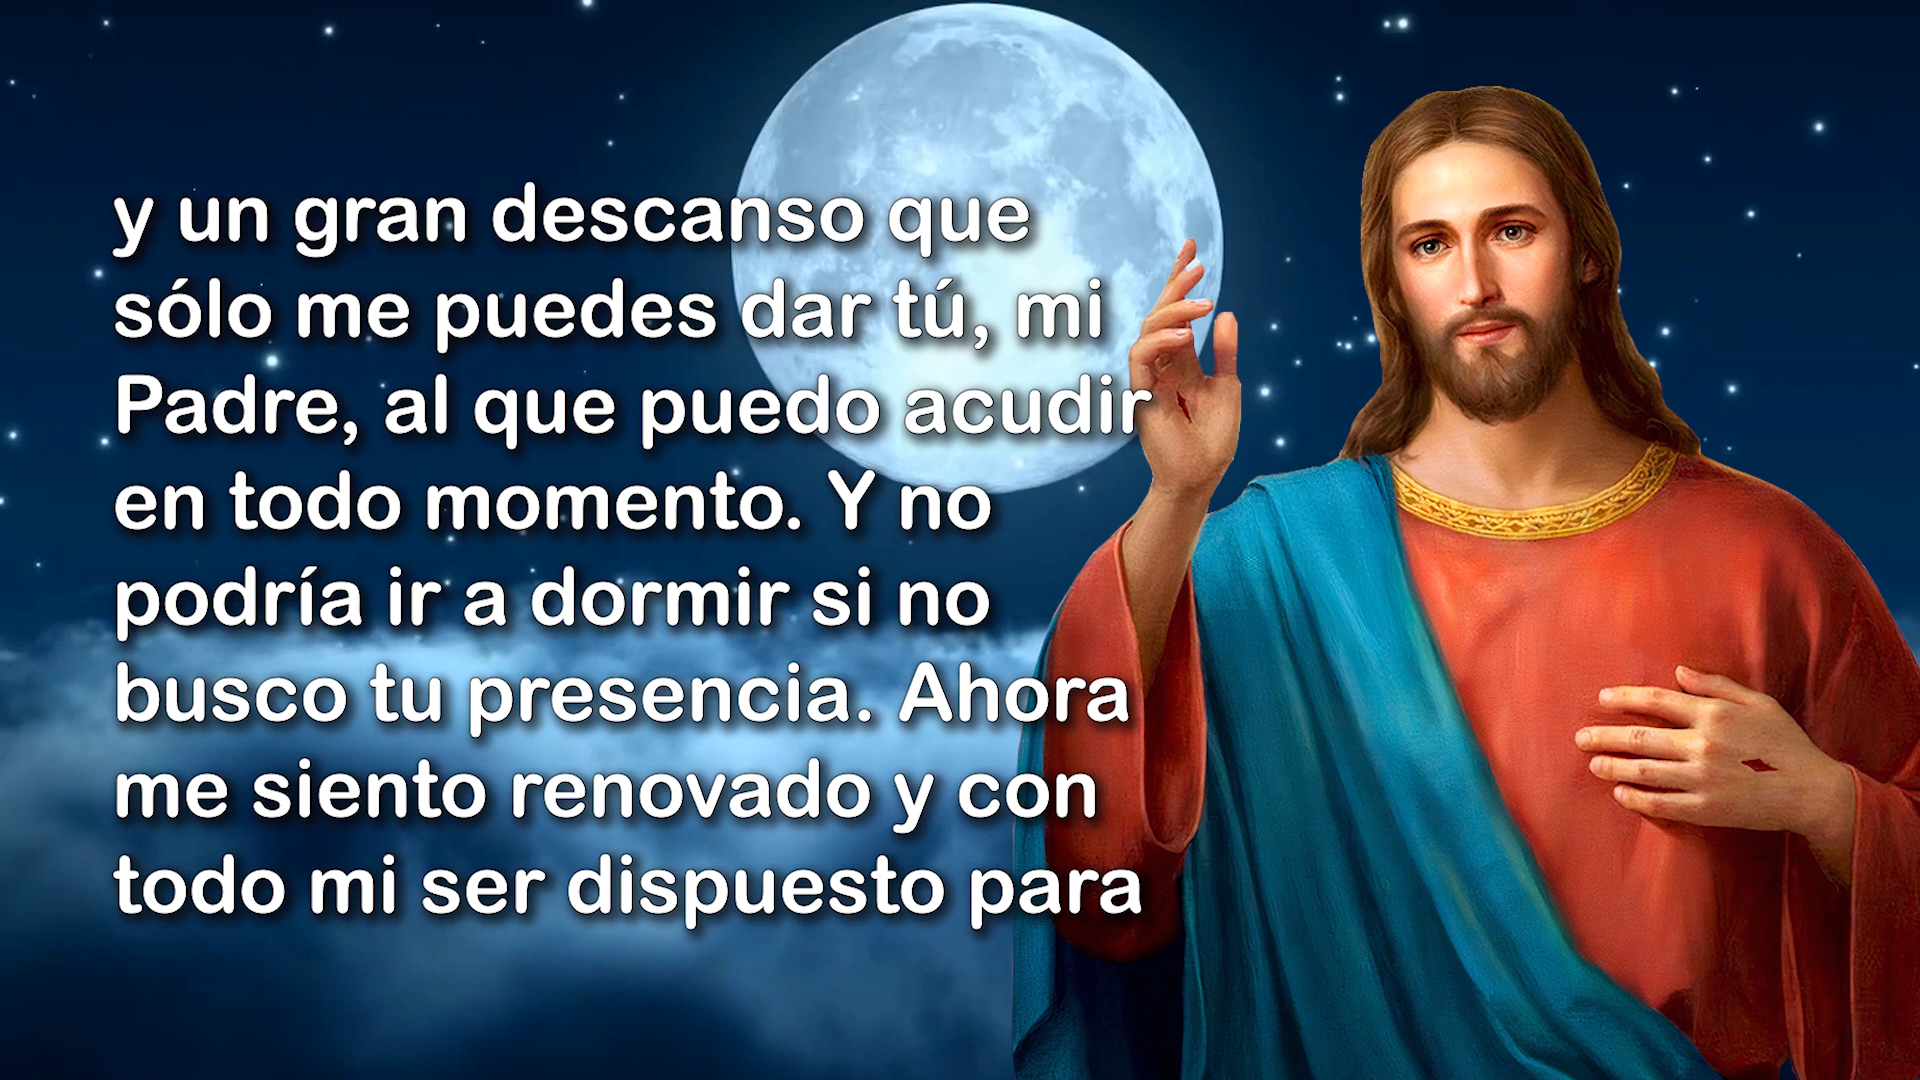 y un gran descanso que
sólo me puedes dar tú, mi
Padre, al que puedo acudir
en todo momento. Y no
podría ir a dormir si no
busco tu presencia. Ahora
me siento renovado y con
todo mi ser dispuesto para